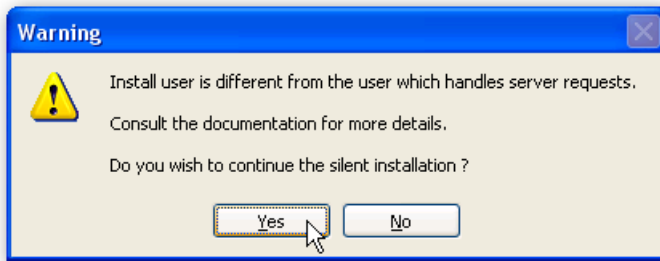 Warning
Install user is different from the user which handles server requests.
Consult the documentation for more details.
Do you wish to continue the silent installation ?
Yes No